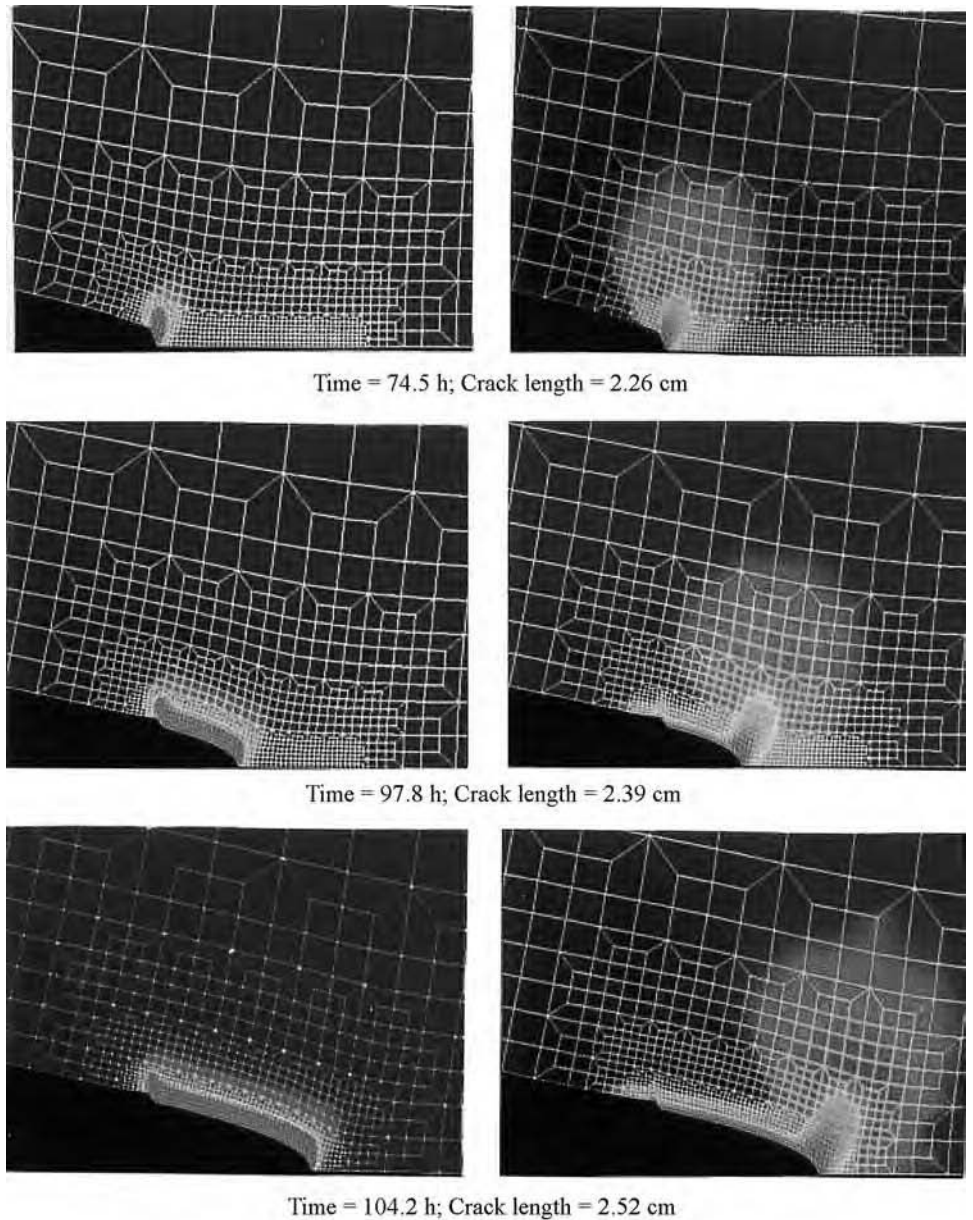 Time = 74.5 h; Crack length = 2.26 cm
Time = 97.8 h; Crack length = 2.39 cm
Time = 104.2 h; Crack length = 2.52 cm